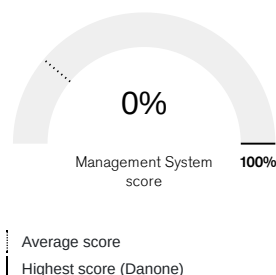 0%
Management System 100%
score
Average score
Highest score (Danone)